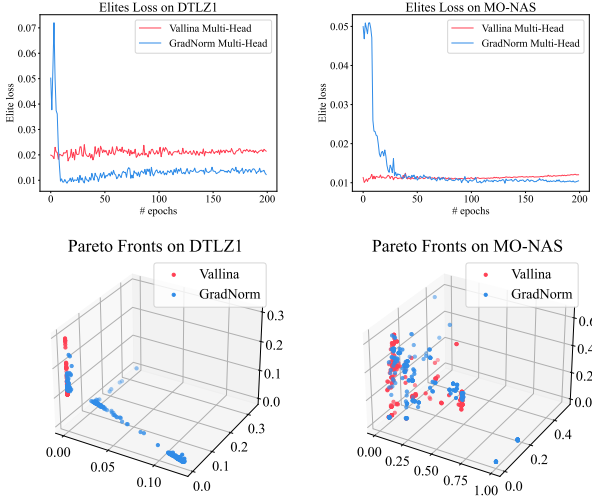 Elites Loss on DTLZ1
Elites Loss on MO-NAS
Vallina Multi-Head
GradNorm Multi-Head
0.07
0.06
0.05
0.04
0.03
0.02
0.01
Elite loss
0 50 100 150 200
# epochs
Vallina Multi-Head
GradNorm Multi-Head
0.05
0.04
0.03
0.02
0.01
Elite loss
0 50 100 150 200
# epochs
Pareto Fronts on DTLZ1
Pareto Fronts on MO-NAS
Vallina
GradNorm
0.3
0.2
0.1
0.0
0.3
0.2
0.1
0.0
0.00
0.05
0.10
Vallina
GradNorm
0.6
0.4
0.2
0.0
0.4
0.2
0.0
0.00
0.25
0.50
0.75
1.00